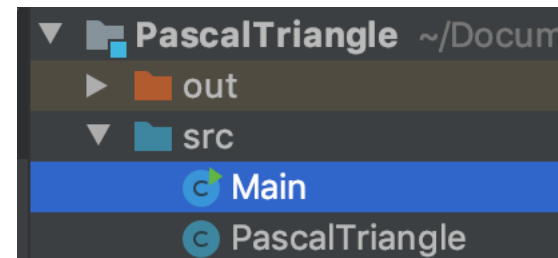 PascalTriangle ~/Docum
out
src
C Main
C PascalTriangle